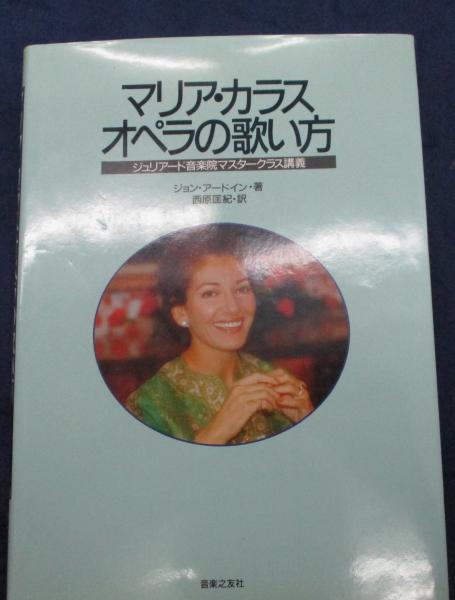 マリア・カラス
オペラの歌い方
ジュリアード音楽院マスタークラス講義
ジョン・アードイン・著
西原匡紀・訳
音楽之友社